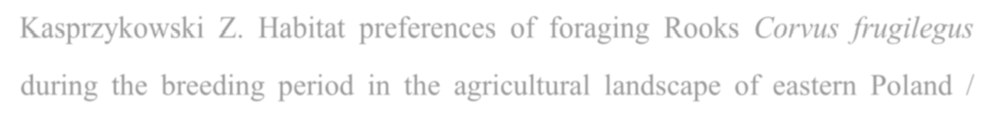 Kasprzykowski Z. Habitat preferences of foraging Rooks Corvus frugilegus
during the breeding period in the agricultural landscape of eastern Poland /